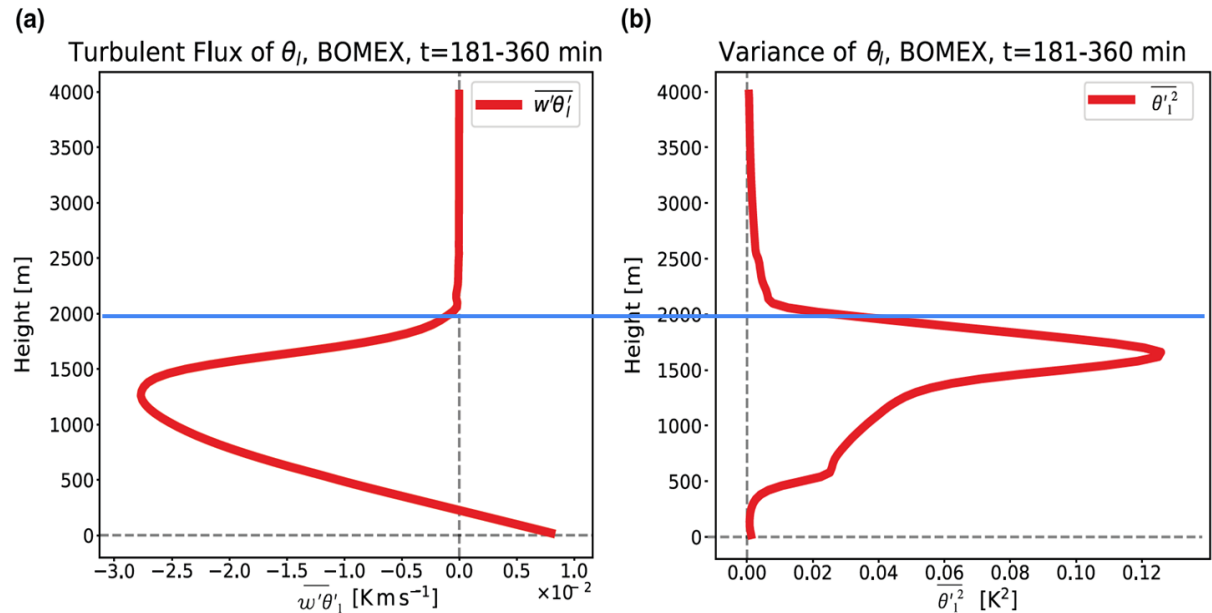 (a)
Turbulent Flux of θₗ, BOMEX, t=181-360 min
w′θ′ₗ
4000
3500
3000
2500
2000
1500
1000
500
0
Height [m]
−3.0 −2.5 −2.0 −1.5 −1.0 −0.5 0.0 0.5 1.0
×10⁻²
w′θ′₁ [K m s⁻¹]
(b)
Variance of θₗ, BOMEX, t=181-360 min
θ′₁²
4000
3500
3000
2500
2000
1500
1000
500
0
Height [m]
0.00 0.02 0.04 0.06 0.08 0.10 0.12
θ′₁² [K²]